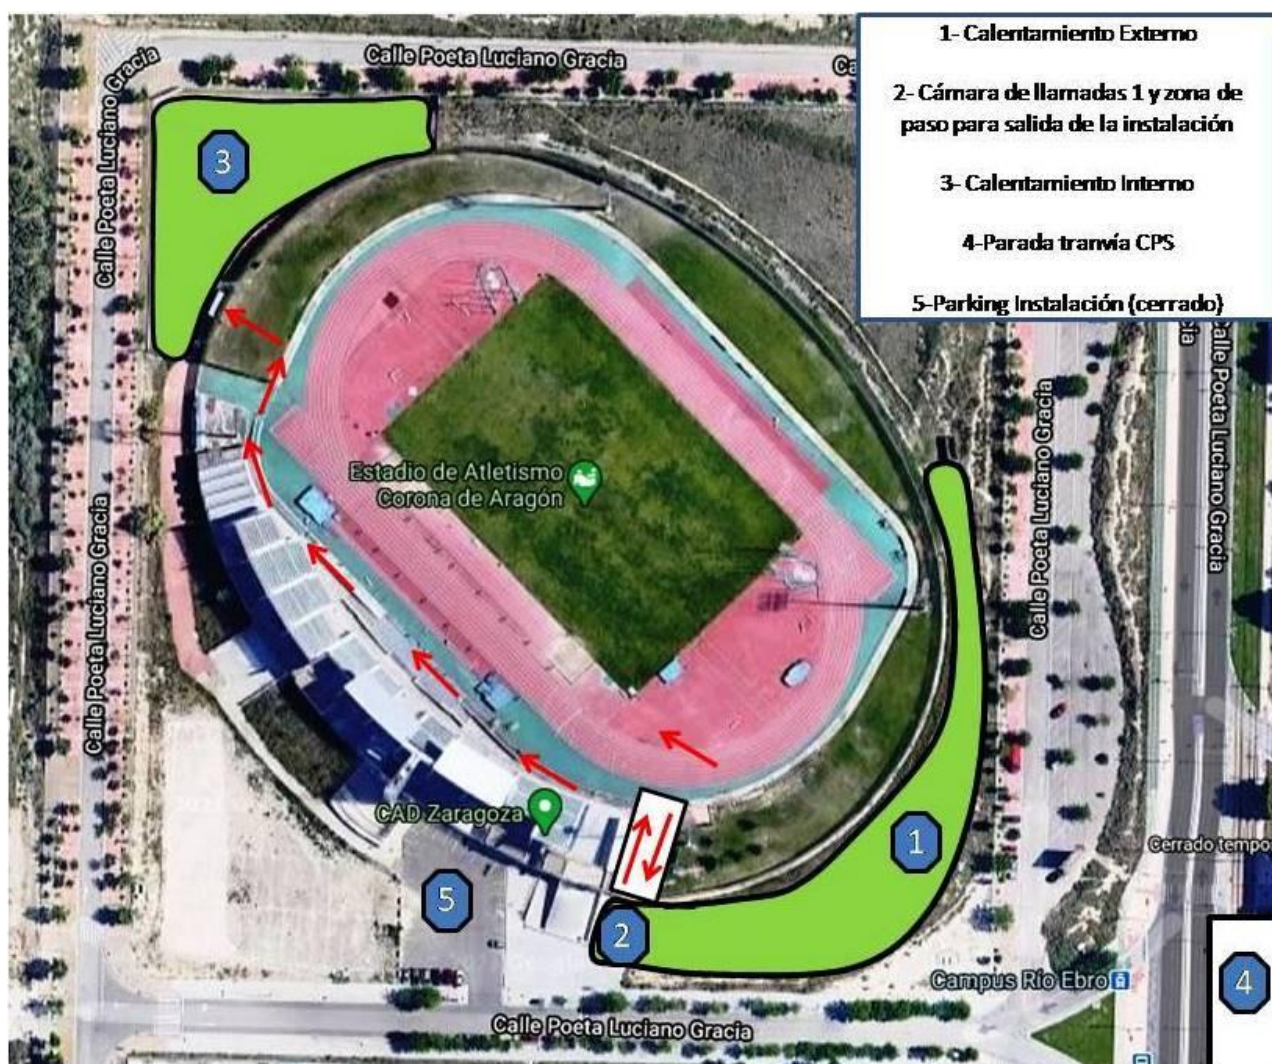 1- Calentamiento Externo
2- Cámara de llamadas 1 y zona de
paso para salida de la instalación
3- Calentamiento Interno
4-Parada tranvía CPS
5-Parking Instalación (cerrado)
Calle Poeta Luciano Gracia
Ca
Calle Poeta Luciano Gracia
3
Calle Poeta Luciano Gracia
Calle Poeta Luciano Gracia
Estadio de Atletismo
Corona de Aragón
Calle Poeta Luciano Gracia
CAD Zaragoza
1
Cerrado tempor
5
2
Campus Río Ebro
4
Calle Poeta Luciano Gracia